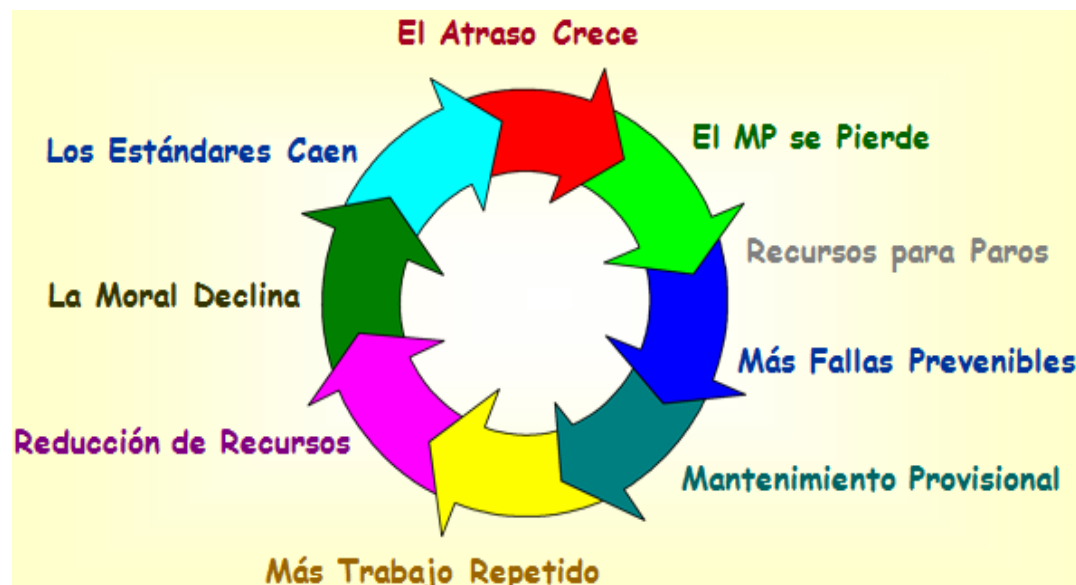 El Atraso Crece
El MP se Pierde
Recursos para Paros
Más Fallas Prevenibles
Mantenimiento Provisional
Más Trabajo Repetido
Reducción de Recursos
La Moral Declina
Los Estándares Caen